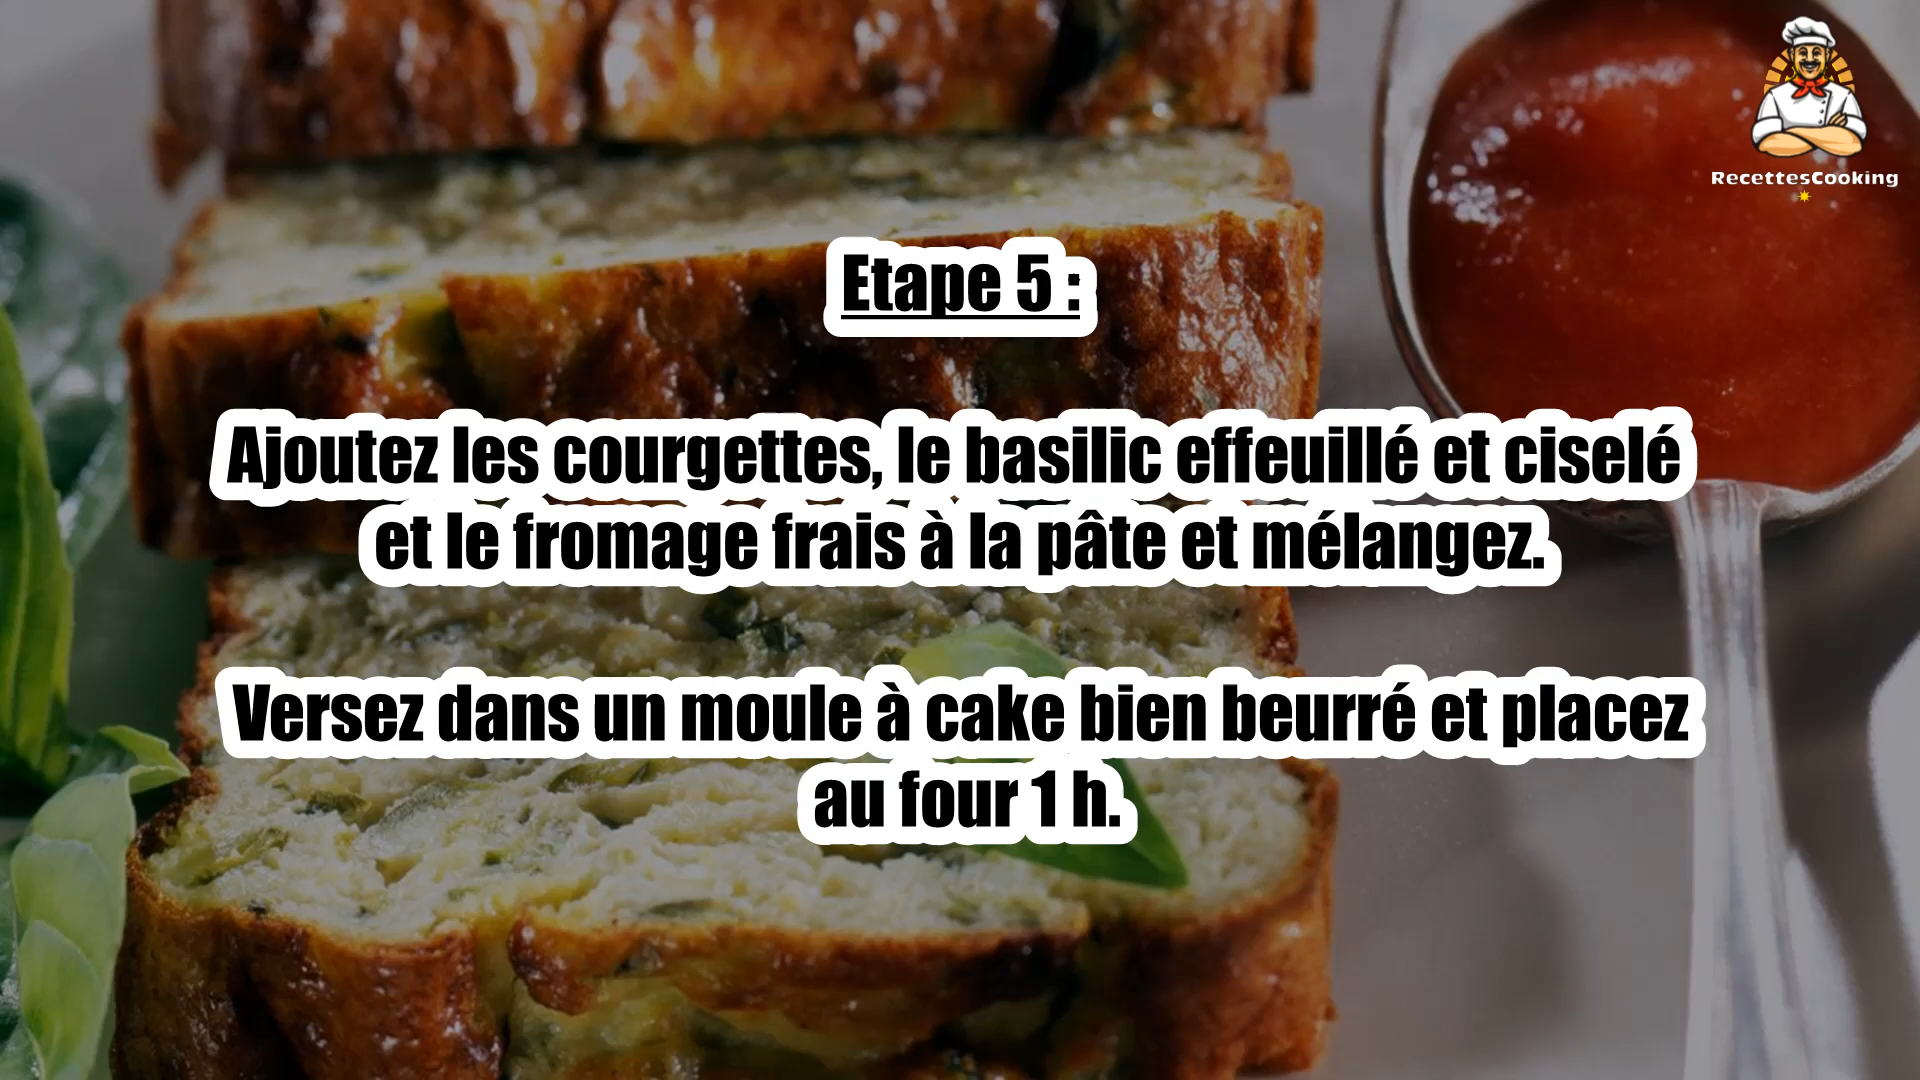 RecettesCooking
Etape 5 :
Ajoutez les courgettes, le basilic effeuillé et ciselé
et le fromage frais à la pâte et mélangez.
Versez dans un moule à cake bien beurré et placez
au four 1 h.